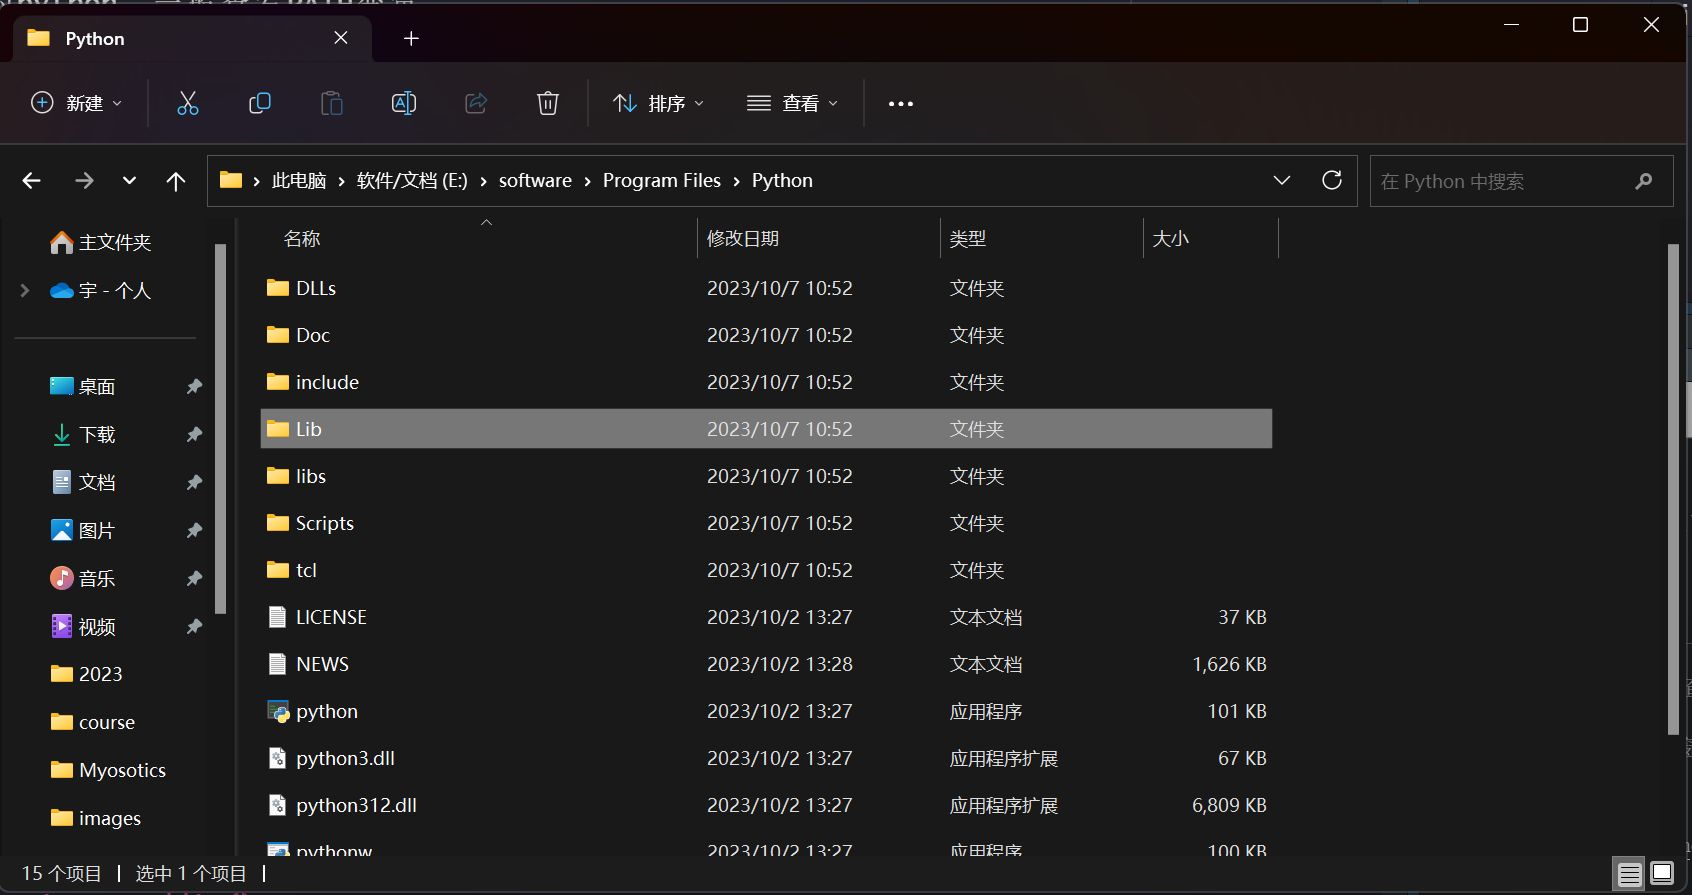 Python
新建
排序
查看
此电脑 软件/文档 (E:) software Program Files Python
在 Python 中搜索
主文件夹
宇 - 个人
桌面
下载
文档
图片
音乐
视频
2023
course
Myosotics
images
名称 修改日期 类型 大小
DLLs 2023/10/7 10:52 文件夹
Doc 2023/10/7 10:52 文件夹
include 2023/10/7 10:52 文件夹
Lib 2023/10/7 10:52 文件夹
libs 2023/10/7 10:52 文件夹
Scripts 2023/10/7 10:52 文件夹
tcl 2023/10/7 10:52 文件夹
LICENSE 2023/10/2 13:27 文本文档 37 KB
NEWS 2023/10/2 13:28 文本文档 1,626 KB
python 2023/10/2 13:27 应用程序 101 KB
python3.dll 2023/10/2 13:27 应用程序扩展 67 KB
python312.dll 2023/10/2 13:27 应用程序扩展 6,809 KB
pythonw 2023/10/2 13:27 应用程序 100 KB
15 个项目 选中 1 个项目